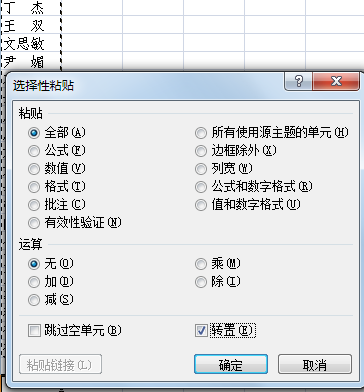 丁　杰
王　双
文思敏
尹　媚
选择性粘贴
粘贴
全部(A)
所有使用源主题的单元(H)
公式(F)
边框除外(X)
数值(V)
列宽(W)
格式(T)
公式和数字格式(R)
批注(C)
值和数字格式(U)
有效性验证(N)
运算
无(O)
乘(M)
加(D)
除(I)
减(S)
跳过空单元(B)
转置(E)
粘贴链接(L)
确定
取消